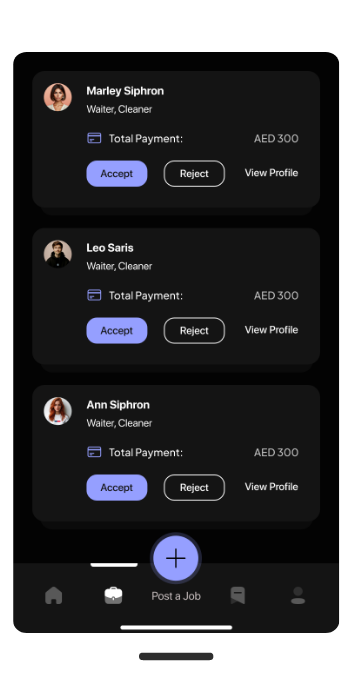 Marley Siphron
Waiter, Cleaner
Total Payment: AED 300
Accept Reject View Profile
Leo Saris
Waiter, Cleaner
Total Payment: AED 300
Accept Reject View Profile
Ann Siphron
Waiter, Cleaner
Total Payment: AED 300
Accept Reject View Profile
Post a Job